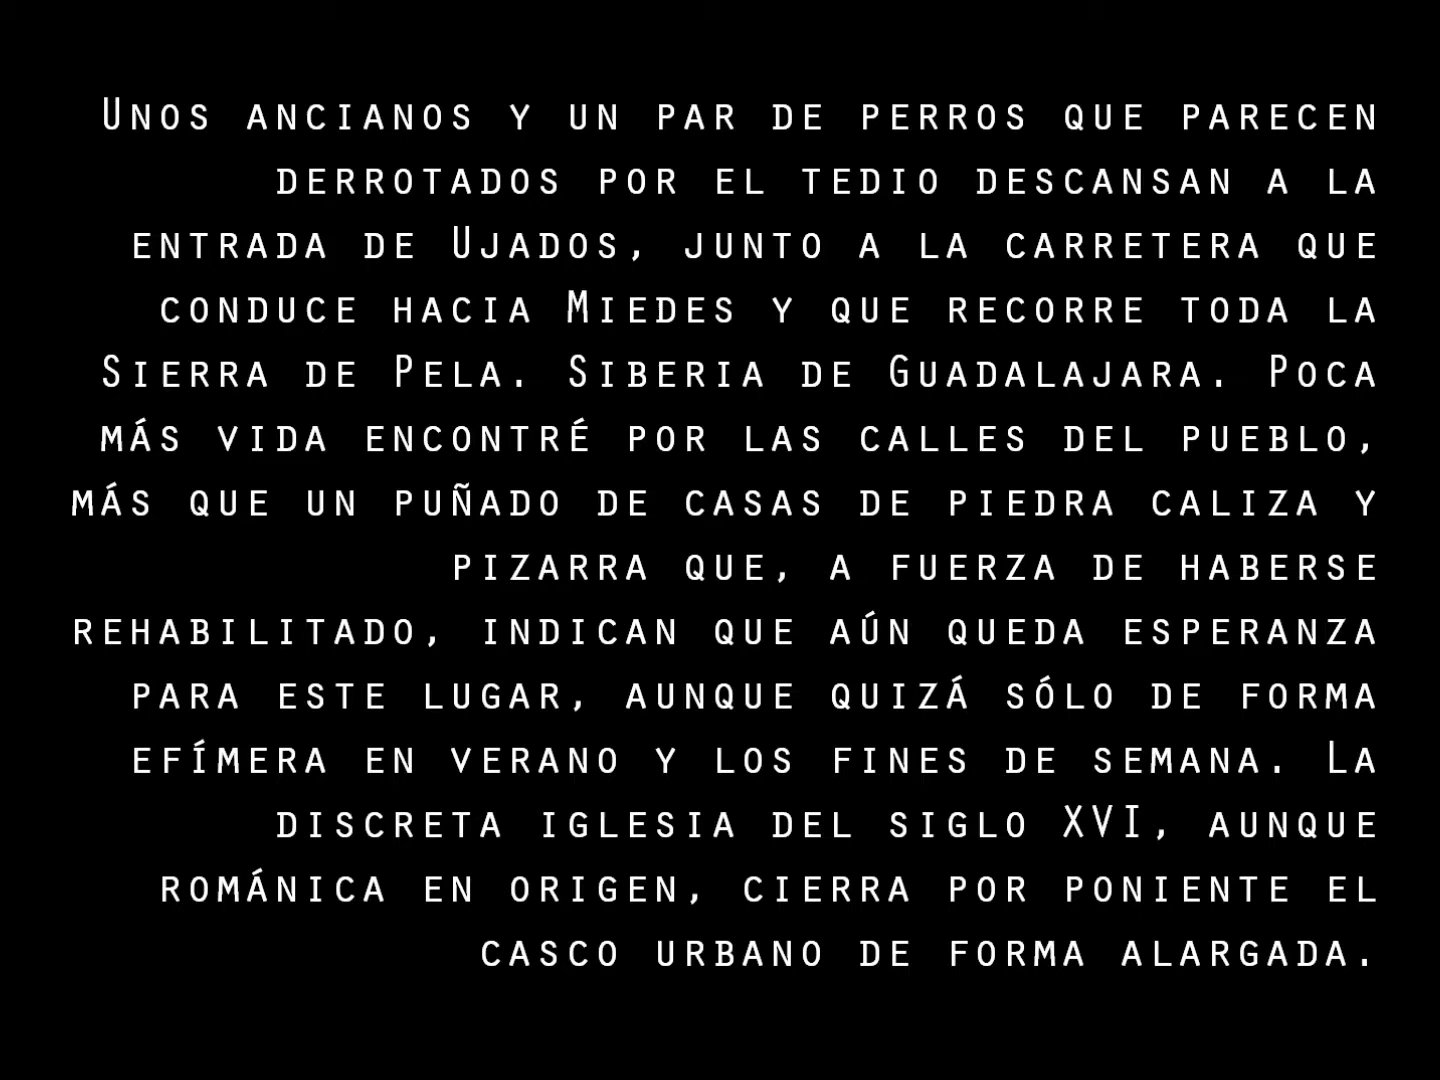 Unos ancianos y un par de perros que parecen
derrotados por el tedio descansan a la
entrada de Ujados, junto a la carretera que
conduce hacia Miedes y que recorre toda la
Sierra de Pela. Siberia de Guadalajara. Poca
más vida encontré por las calles del pueblo,
más que un puñado de casas de piedra caliza y
pizarra que, a fuerza de haberse
rehabilitado, indican que aún queda esperanza
para este lugar, aunque quizá sólo de forma
efímera en verano y los fines de semana. La
discreta iglesia del siglo XVI, aunque
románica en origen, cierra por poniente el
casco urbano de forma alargada.